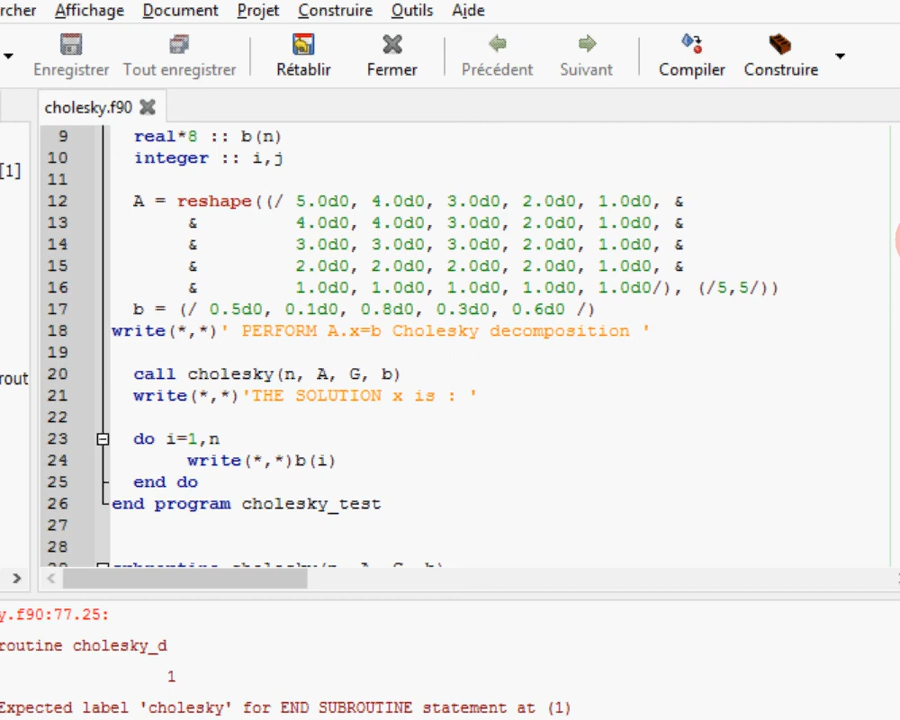 rcher Affichage Document Projet Construire Outils Aide
Enregistrer Tout enregistrer Rétablir Fermer Précédent Suivant Compiler Construire
cholesky.f90
[1]
rout
9 real*8 :: b(n)
10 integer :: i,j
11
12 A = reshape((/ 5.0d0, 4.0d0, 3.0d0, 2.0d0, 1.0d0, &
13 & 4.0d0, 4.0d0, 3.0d0, 2.0d0, 1.0d0, &
14 & 3.0d0, 3.0d0, 3.0d0, 2.0d0, 1.0d0, &
15 & 2.0d0, 2.0d0, 2.0d0, 2.0d0, 1.0d0, &
16 & 1.0d0, 1.0d0, 1.0d0, 1.0d0, 1.0d0/), (/5,5/))
17 b = (/ 0.5d0, 0.1d0, 0.8d0, 0.3d0, 0.6d0 /)
18 write(*,*)' PERFORM A.x=b Cholesky decomposition '
19
20 call cholesky(n, A, G, b)
21 write(*,*)'THE SOLUTION x is : '
22
23 do i=1,n
24 write(*,*)b(i)
25 end do
26 end program cholesky_test
27
28
y.f90:77.25:
routine cholesky_d
1
Expected label 'cholesky' for END SUBROUTINE statement at (1)